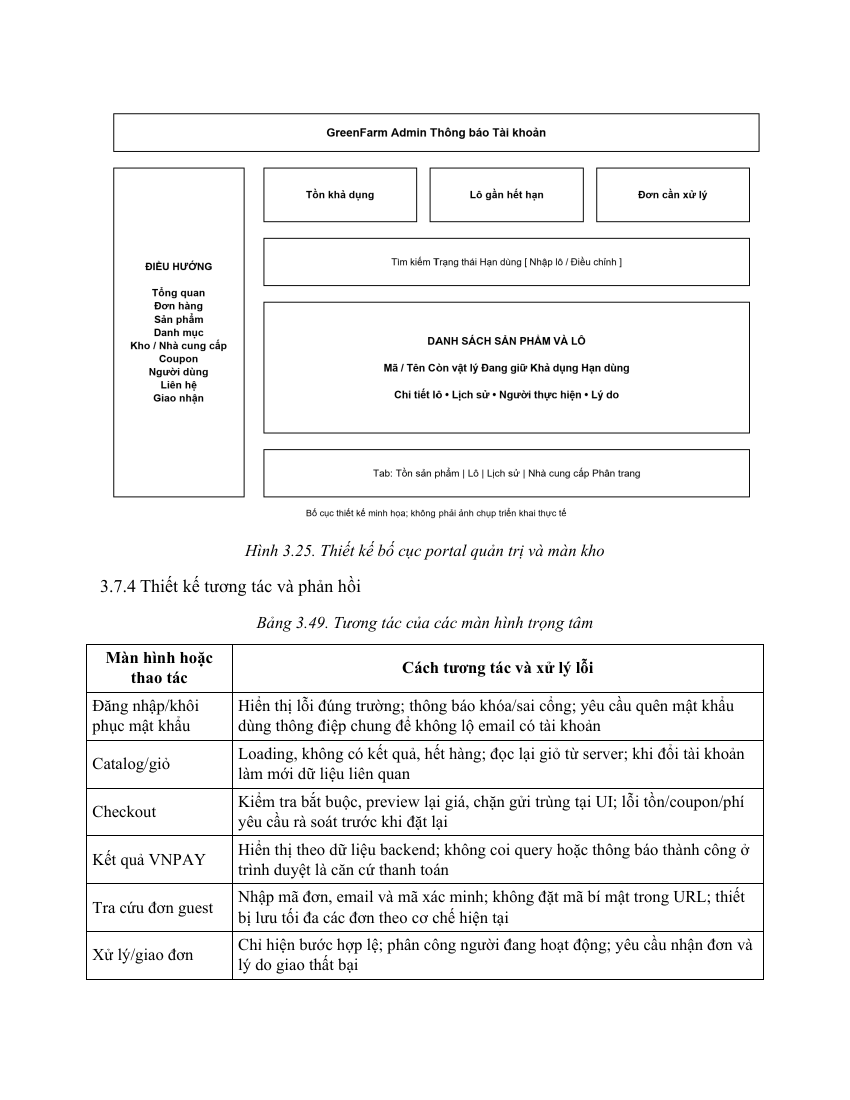 GreenFarm Admin Thông báo Tài khoản
ĐIỀU HƯỚNG
Tổng quan
Đơn hàng
Sản phẩm
Danh mục
Kho / Nhà cung cấp
Coupon
Người dùng
Liên hệ
Giao nhận
Tồn khả dụng
Lô gần hết hạn
Đơn cần xử lý
Tìm kiếm Trạng thái Hạn dùng [ Nhập lô / Điều chỉnh ]
DANH SÁCH SẢN PHẨM VÀ LÔ
Mã / Tên Còn vật lý Đang giữ Khả dụng Hạn dùng
Chi tiết lô • Lịch sử • Người thực hiện • Lý do
Tab: Tồn sản phẩm | Lô | Lịch sử | Nhà cung cấp Phân trang
Bố cục thiết kế minh họa; không phải ảnh chụp triển khai thực tế
Hình 3.25. Thiết kế bố cục portal quản trị và màn kho
3.7.4 Thiết kế tương tác và phản hồi
Bảng 3.49. Tương tác của các màn hình trọng tâm
Màn hình hoặc
thao tác
Cách tương tác và xử lý lỗi
Đăng nhập/khôi
phục mật khẩu
Hiển thị lỗi đúng trường; thông báo khóa/sai cổng; yêu cầu quên mật khẩu
dùng thông điệp chung để không lộ email có tài khoản
Catalog/giỏ
Loading, không có kết quả, hết hàng; đọc lại giỏ từ server; khi đổi tài khoản
làm mới dữ liệu liên quan
Checkout
Kiểm tra bắt buộc, preview lại giá, chặn gửi trùng tại UI; lỗi tồn/coupon/phí
yêu cầu rà soát trước khi đặt lại
Kết quả VNPAY
Hiển thị theo dữ liệu backend; không coi query hoặc thông báo thành công ở
trình duyệt là căn cứ thanh toán
Tra cứu đơn guest
Nhập mã đơn, email và mã xác minh; không đặt mã bí mật trong URL; thiết
bị lưu tối đa các đơn theo cơ chế hiện tại
Xử lý/giao đơn
Chỉ hiện bước hợp lệ; phân công người đang hoạt động; yêu cầu nhận đơn và
lý do giao thất bại